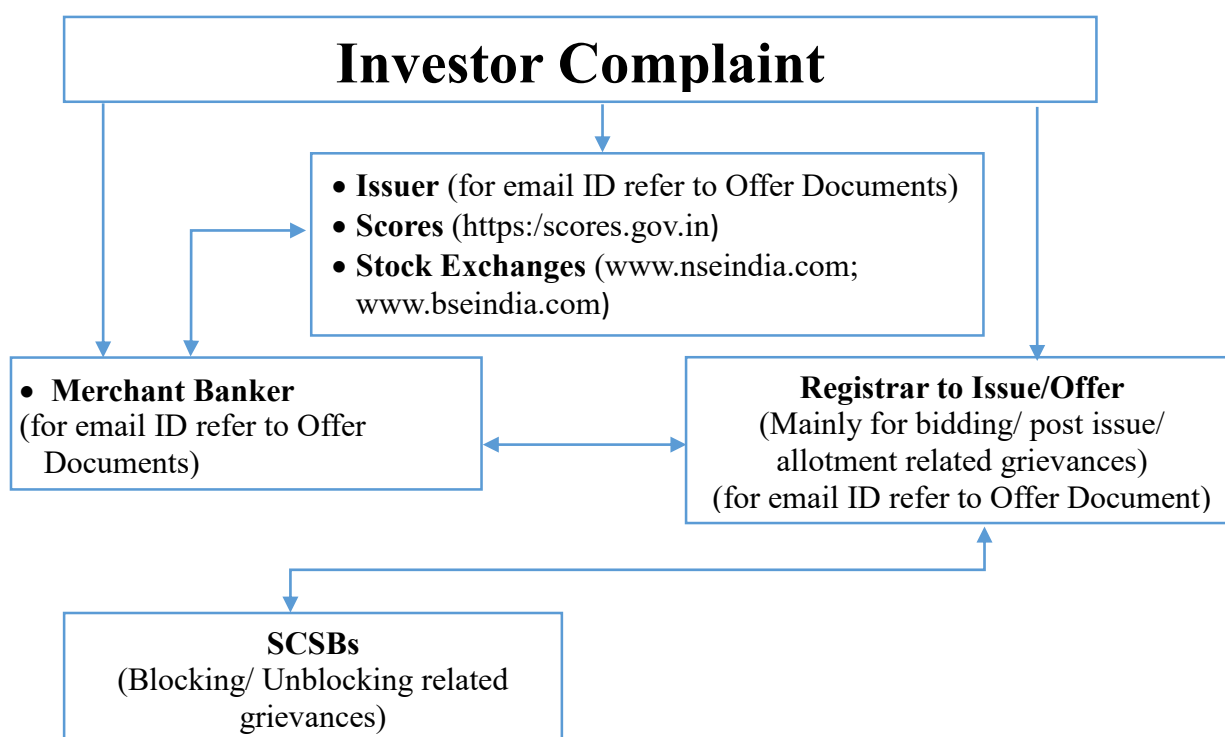 Investor Complaint
• Issuer (for email ID refer to Offer Documents)
• Scores (https:/scores.gov.in)
• Stock Exchanges (www.nseindia.com;
www.bseindia.com)
• Merchant Banker
(for email ID refer to Offer
Documents)
Registrar to Issue/Offer
(Mainly for bidding/ post issue/
allotment related grievances)
(for email ID refer to Offer Document)
SCSBs
(Blocking/ Unblocking related
grievances)